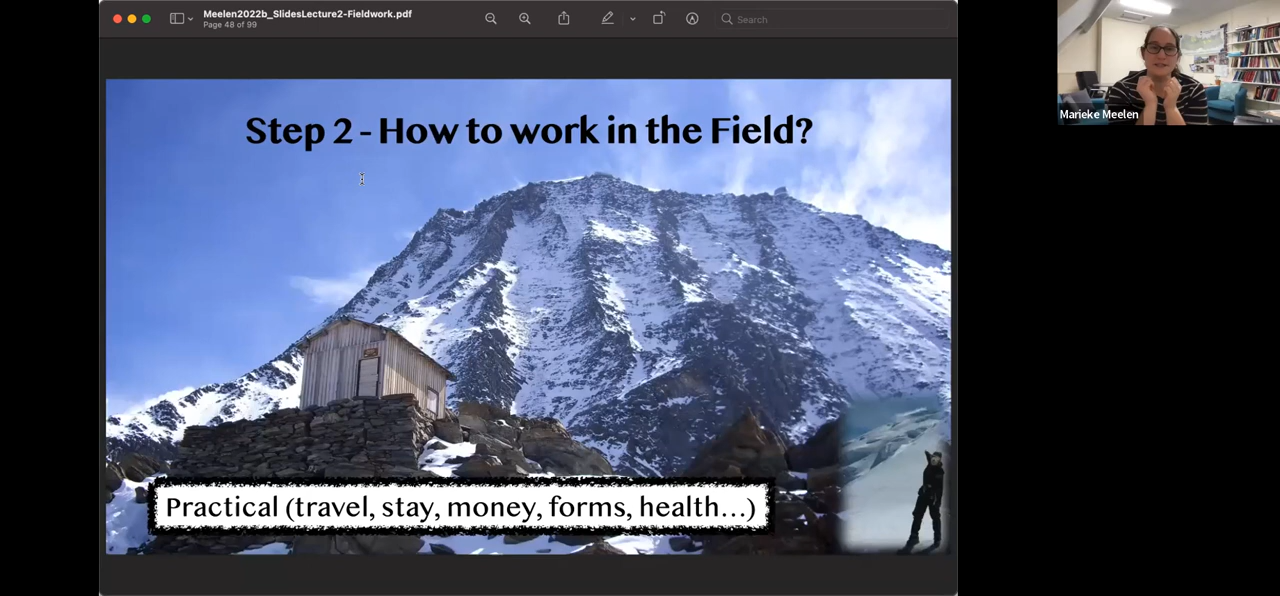 Meelen2022b_SlidesLecture2-Fieldwork.pdf
Page 48 of 99
Search
Step 2 - How to work in the Field?
Practical (travel, stay, money, forms, health...)
Marieke Meelen